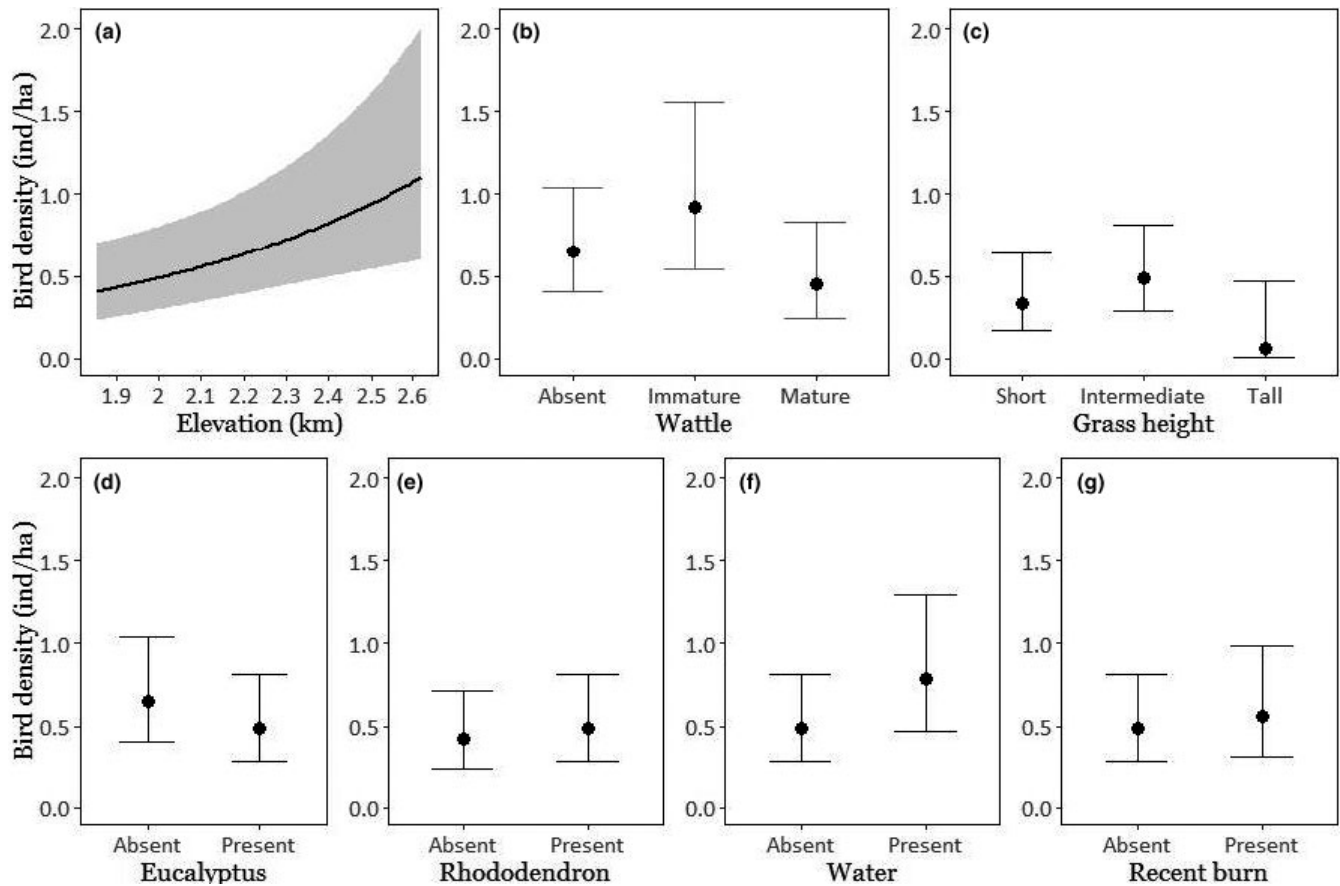 (a)
2.0
1.5
1.0
0.5
0.0
Bird density (ind/ha)
1.9 2 2.1 2.2 2.3 2.4 2.5 2.6
Elevation (km)
(b)
2.0
1.5
1.0
0.5
0.0
Absent Immature Mature
Wattle
(c)
2.0
1.5
1.0
0.5
0.0
Short Intermediate Tall
Grass height
(d)
2.0
1.5
1.0
0.5
0.0
Bird density (ind/ha)
Absent Present
Eucalyptus
(e)
2.0
1.5
1.0
0.5
0.0
Absent Present
Rhododendron
(f)
2.0
1.5
1.0
0.5
0.0
Absent Present
Water
(g)
2.0
1.5
1.0
0.5
0.0
Absent Present
Recent burn